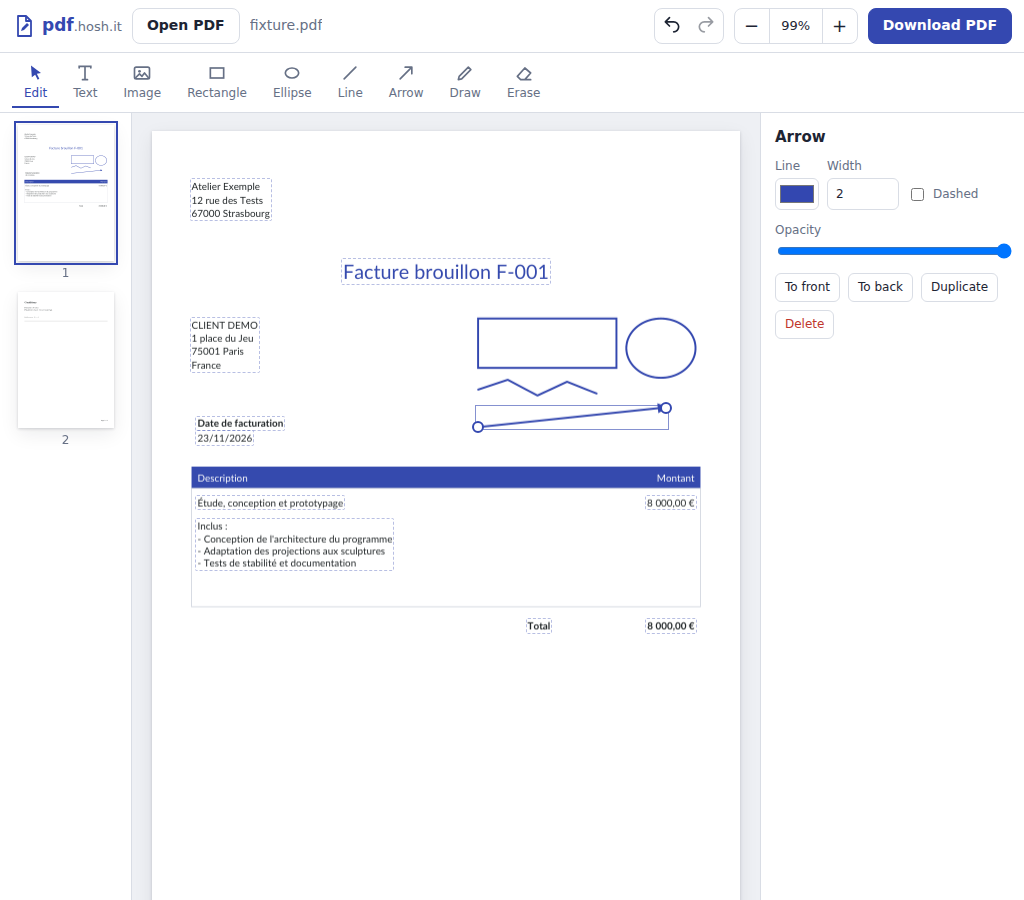 pdf.hosh.it
Open PDF
fixture.pdf
99%
Download PDF
Edit
Text
Image
Rectangle
Ellipse
Line
Arrow
Draw
Erase
1
2
Atelier Exemple
12 rue des Tests
67000 Strasbourg
Facture brouillon F-001
CLIENT DEMO
1 place du Jeu
75001 Paris
France
Date de facturation
23/11/2026
Description Montant
Étude, conception et prototypage 8 000,00 €
Inclus :
- Conception de l'architecture du programme
- Adaptation des projections aux sculptures
- Tests de stabilité et documentation
Total 8 000,00 €
Arrow
Line Width
2 Dashed
Opacity
To front
To back
Duplicate
Delete